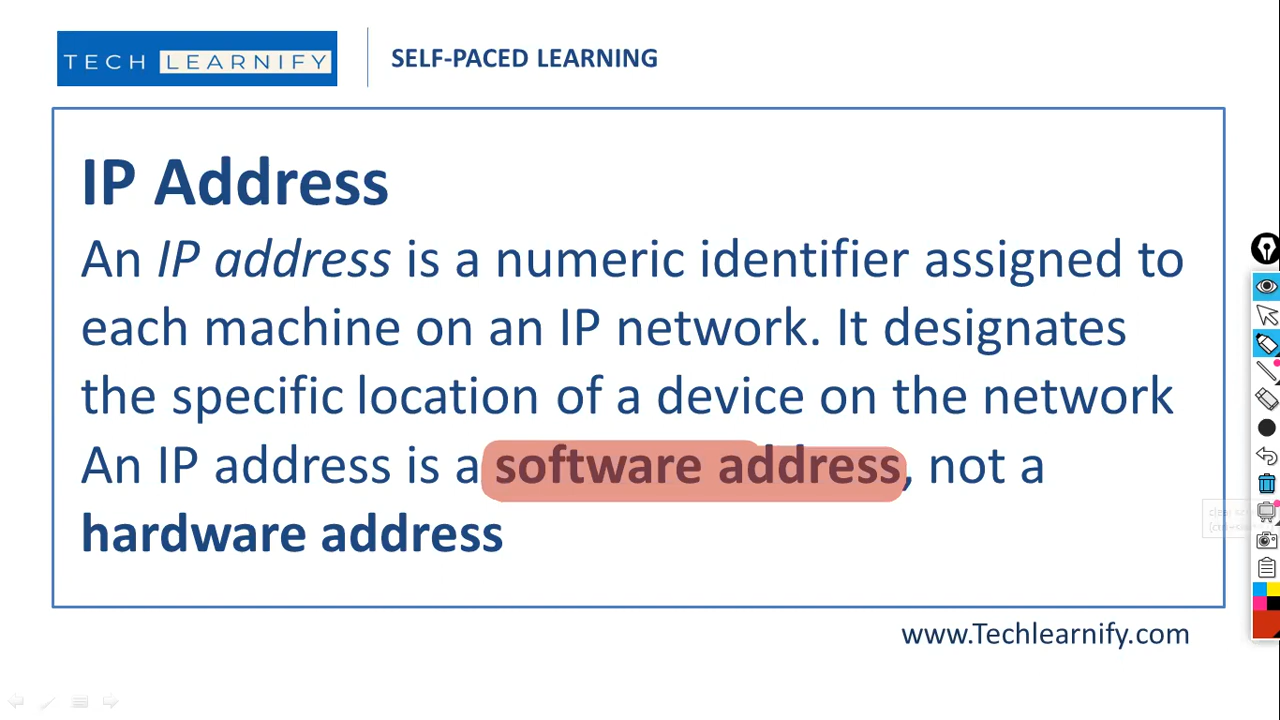 TECH LEARNIFY
SELF-PACED LEARNING
IP Address
An IP address is a numeric identifier assigned to
each machine on an IP network. It designates
the specific location of a device on the network
An IP address is a software address, not a
hardware address
www.Techlearnify.com